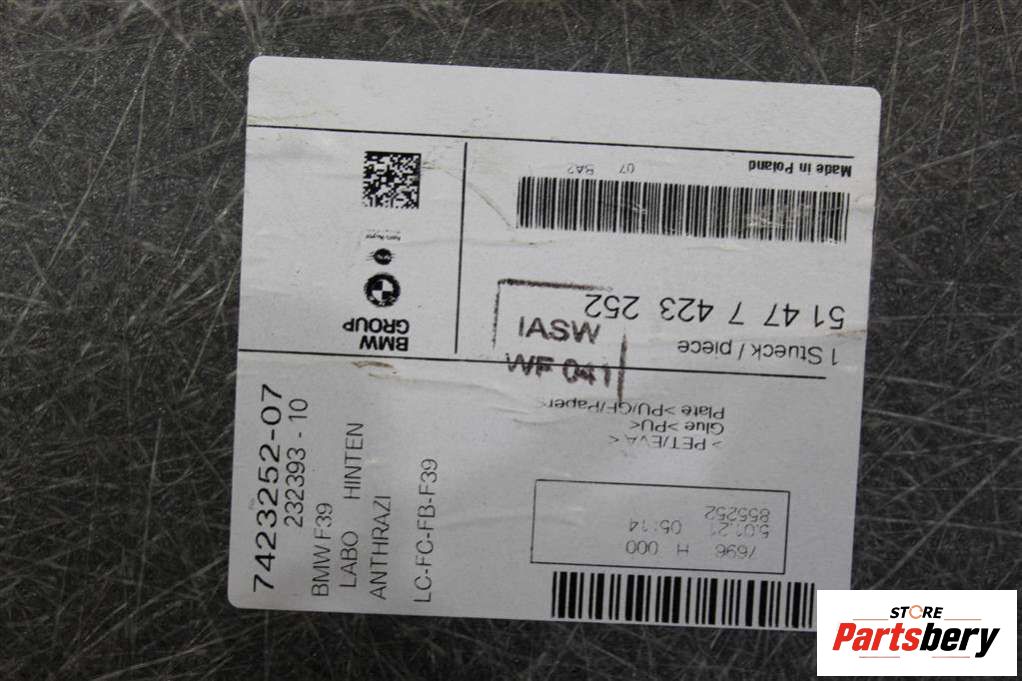 Made in Poland
51 47 7 423 252
1 Stueck / piece
BMW
GROUP
IASW
WF 041
> PET/EVA <
Glue >PU<
Plate >PU/GF/Paper<
7696 H 000
5.01.21 05:14
855252
7423252-07
232393 - 10
BMW F39
LABO HINTEN
ANTHRAZI
LC-FC-FB-F39
STORE
Partsbery